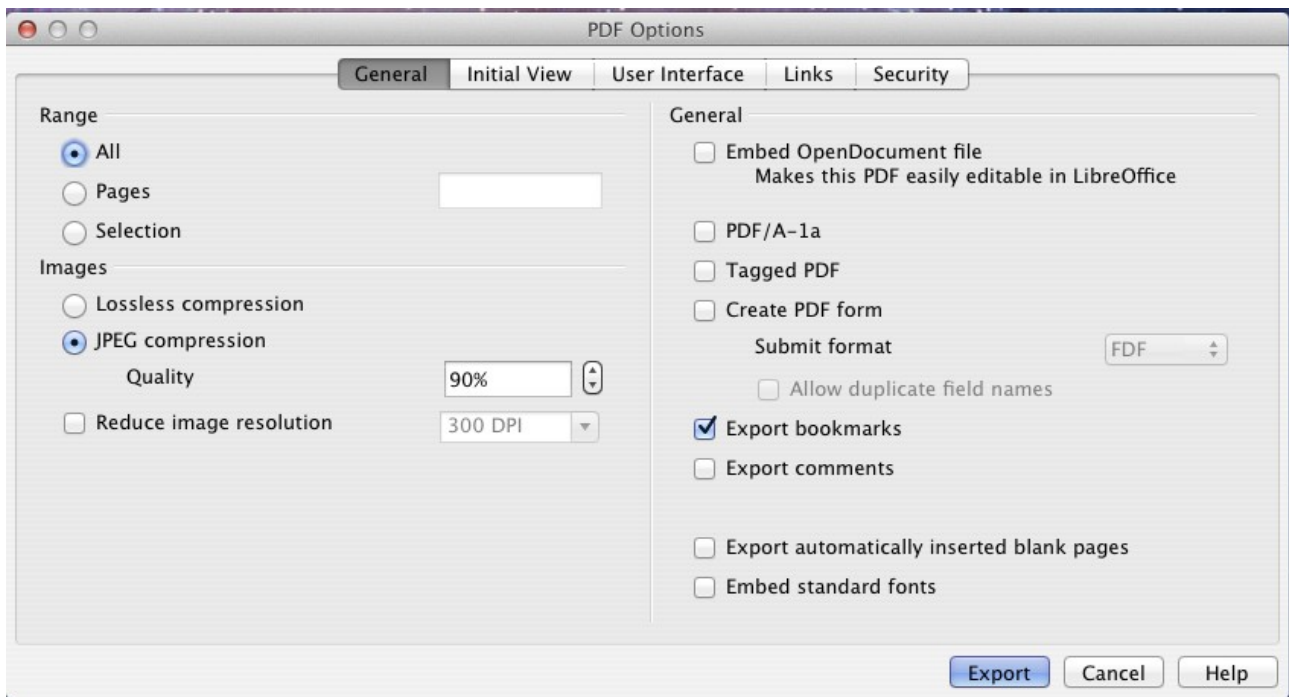 PDF Options
General Initial View User Interface Links Security
Range
All
Pages
Selection
Images
Lossless compression
JPEG compression
Quality 90%
Reduce image resolution 300 DPI
General
Embed OpenDocument file
Makes this PDF easily editable in LibreOffice
PDF/A-1a
Tagged PDF
Create PDF form
Submit format FDF
Allow duplicate field names
Export bookmarks
Export comments
Export automatically inserted blank pages
Embed standard fonts
Export Cancel Help